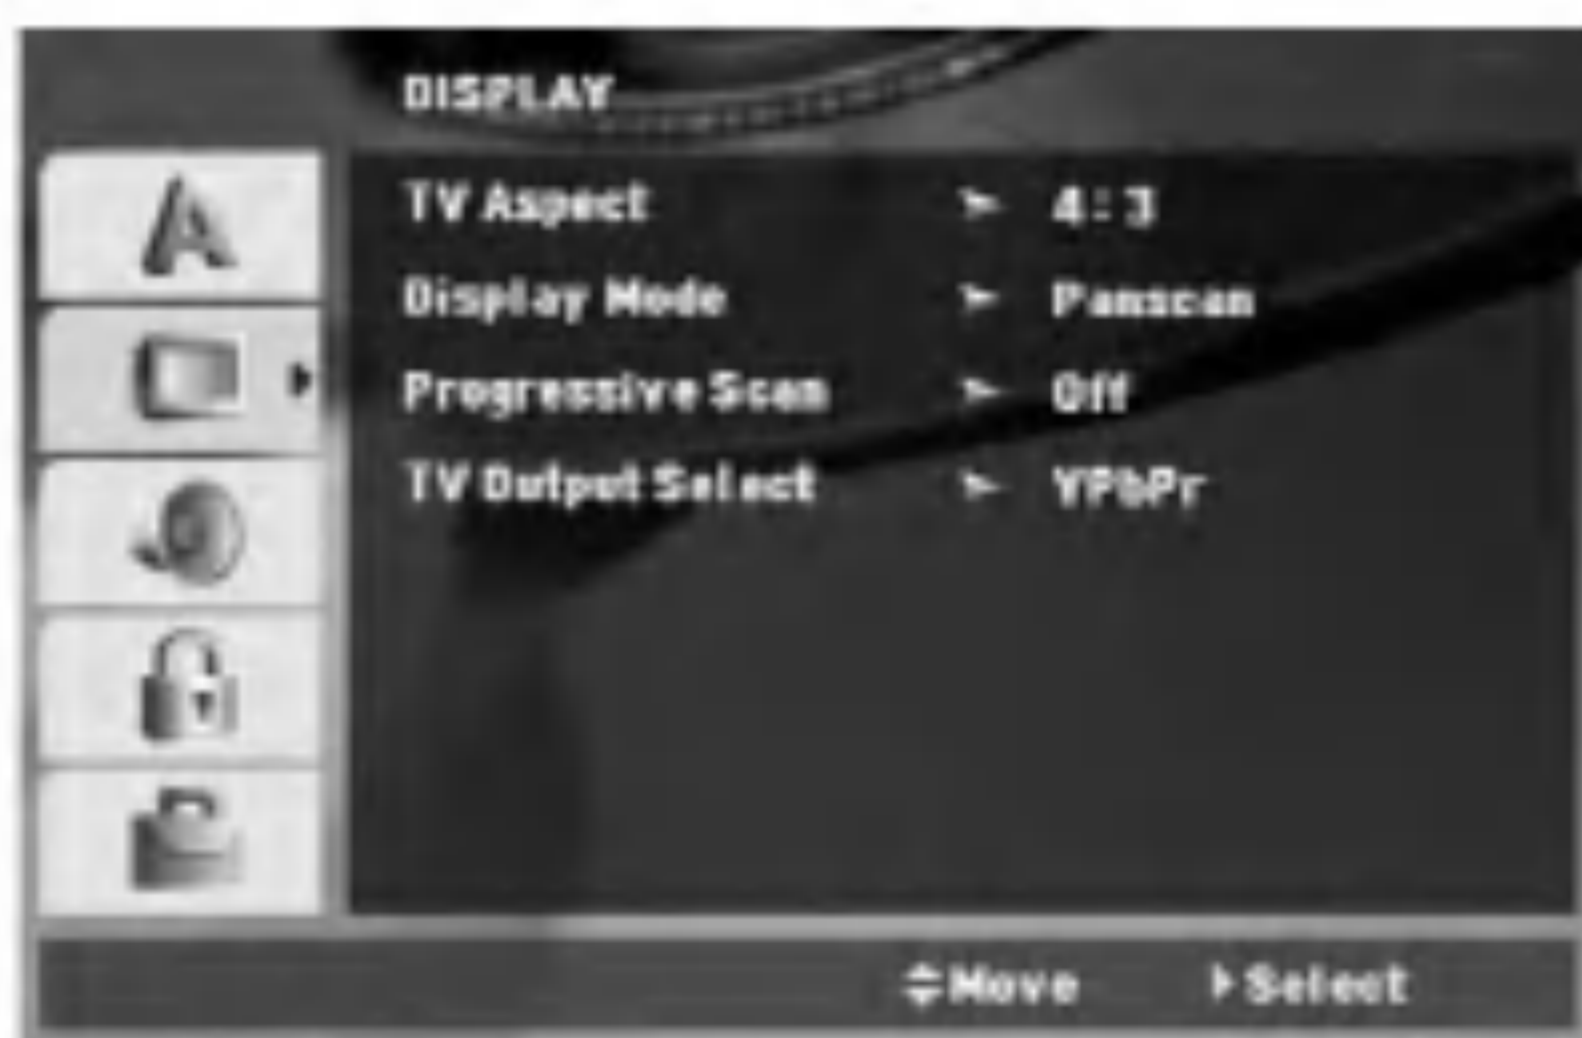 DISPLAY
TV Aspect 4:3
Display Mode Panscan
Progressive Scan Off
TV Output Select YPbPr
Move Select